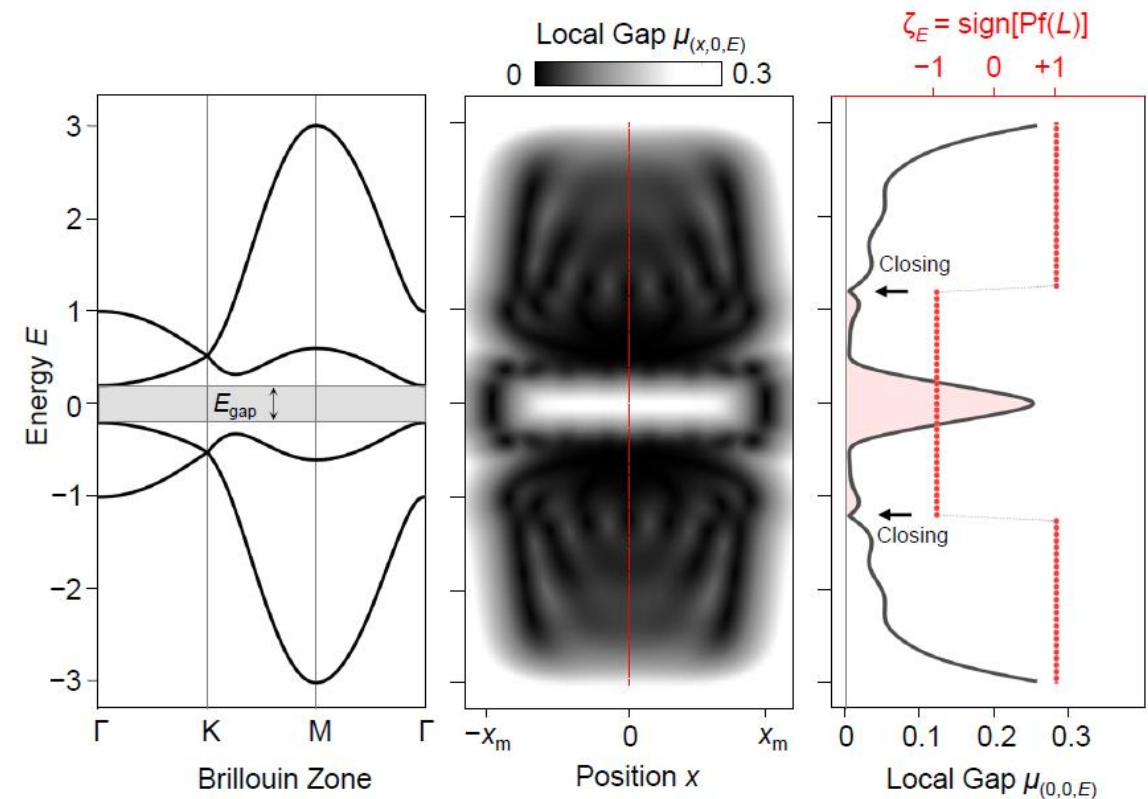 Local Gap μ(x,0,E)
0 0.3
ζE = sign[Pf(L)]
−1 0 +1
Energy E
3
2
1
0
−1
−2
−3
Egap
Γ K M Γ
Brillouin Zone
−xm 0 xm
Position x
Closing
Closing
0 0.1 0.2 0.3
Local Gap μ(0,0,E)